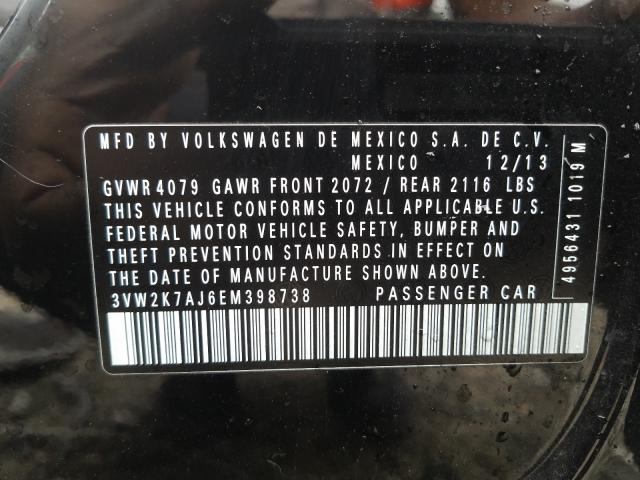 MFD BY VOLKSWAGEN DE MEXICO S.A. DE C.V.
MEXICO 12/13
GVWR 4079 GAWR FRONT 2072 / REAR 2116 LBS
THIS VEHICLE CONFORMS TO ALL APPLICABLE U.S.
FEDERAL MOTOR VEHICLE SAFETY, BUMPER AND
THEFT PREVENTION STANDARDS IN EFFECT ON
THE DATE OF MANUFACTURE SHOWN ABOVE.
3VW2K7AJ6EM398738 PASSENGER CAR
4956431 1019 M